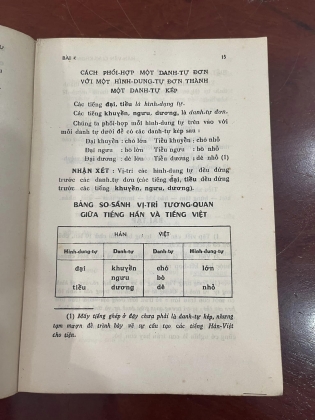 BÀI 4 15
CÁCH PHỐI-HỢP MỘT DANH-TỰ ĐƠN
VỚI MỘT HÌNH-DUNG-TỰ ĐƠN THÀNH
MỘT DANH-TỰ KÉP
Các tiếng đại, tiểu là hình-dung-tự.
Các tiếng khuyển, ngưu, dương, là danh-tự đơn.
Chúng ta phối-hợp mỗi hình-dung-tự trên vào với
mỗi danh-tự dưới để có các danh-tự kép sau :
Đại khuyển : chó lớn Tiểu khuyển : chó nhỏ
Đại ngưu : bò lớn Tiểu ngưu : bò nhỏ
Đại dương : dê lớn Tiểu dương : dê nhỏ (1)
NHẬN XÉT : Vị-trí các hình-dung-tự đều đứng
trước các danh-tự đơn (các tiếng đại, tiểu đều đứng
trước các tiếng khuyển, ngưu, dương).
BẢNG SO-SÁNH VỊ-TRÍ TƯƠNG-QUAN
GIỮA TIẾNG HÁN VÀ TIẾNG VIỆT
HÁN VIỆT
Hình-dung-tự Danh-tự Danh-tự Hình-dung-tự
đại khuyển chó lớn
ngưu bò
tiểu dương dê nhỏ
(1) Mấy tiếng ghép ở đây chưa phải là danh-tự kép, nhưng
tạm mượn để trình bày về sự cấu tạo các tiếng Hán-Việt
cho tiện.